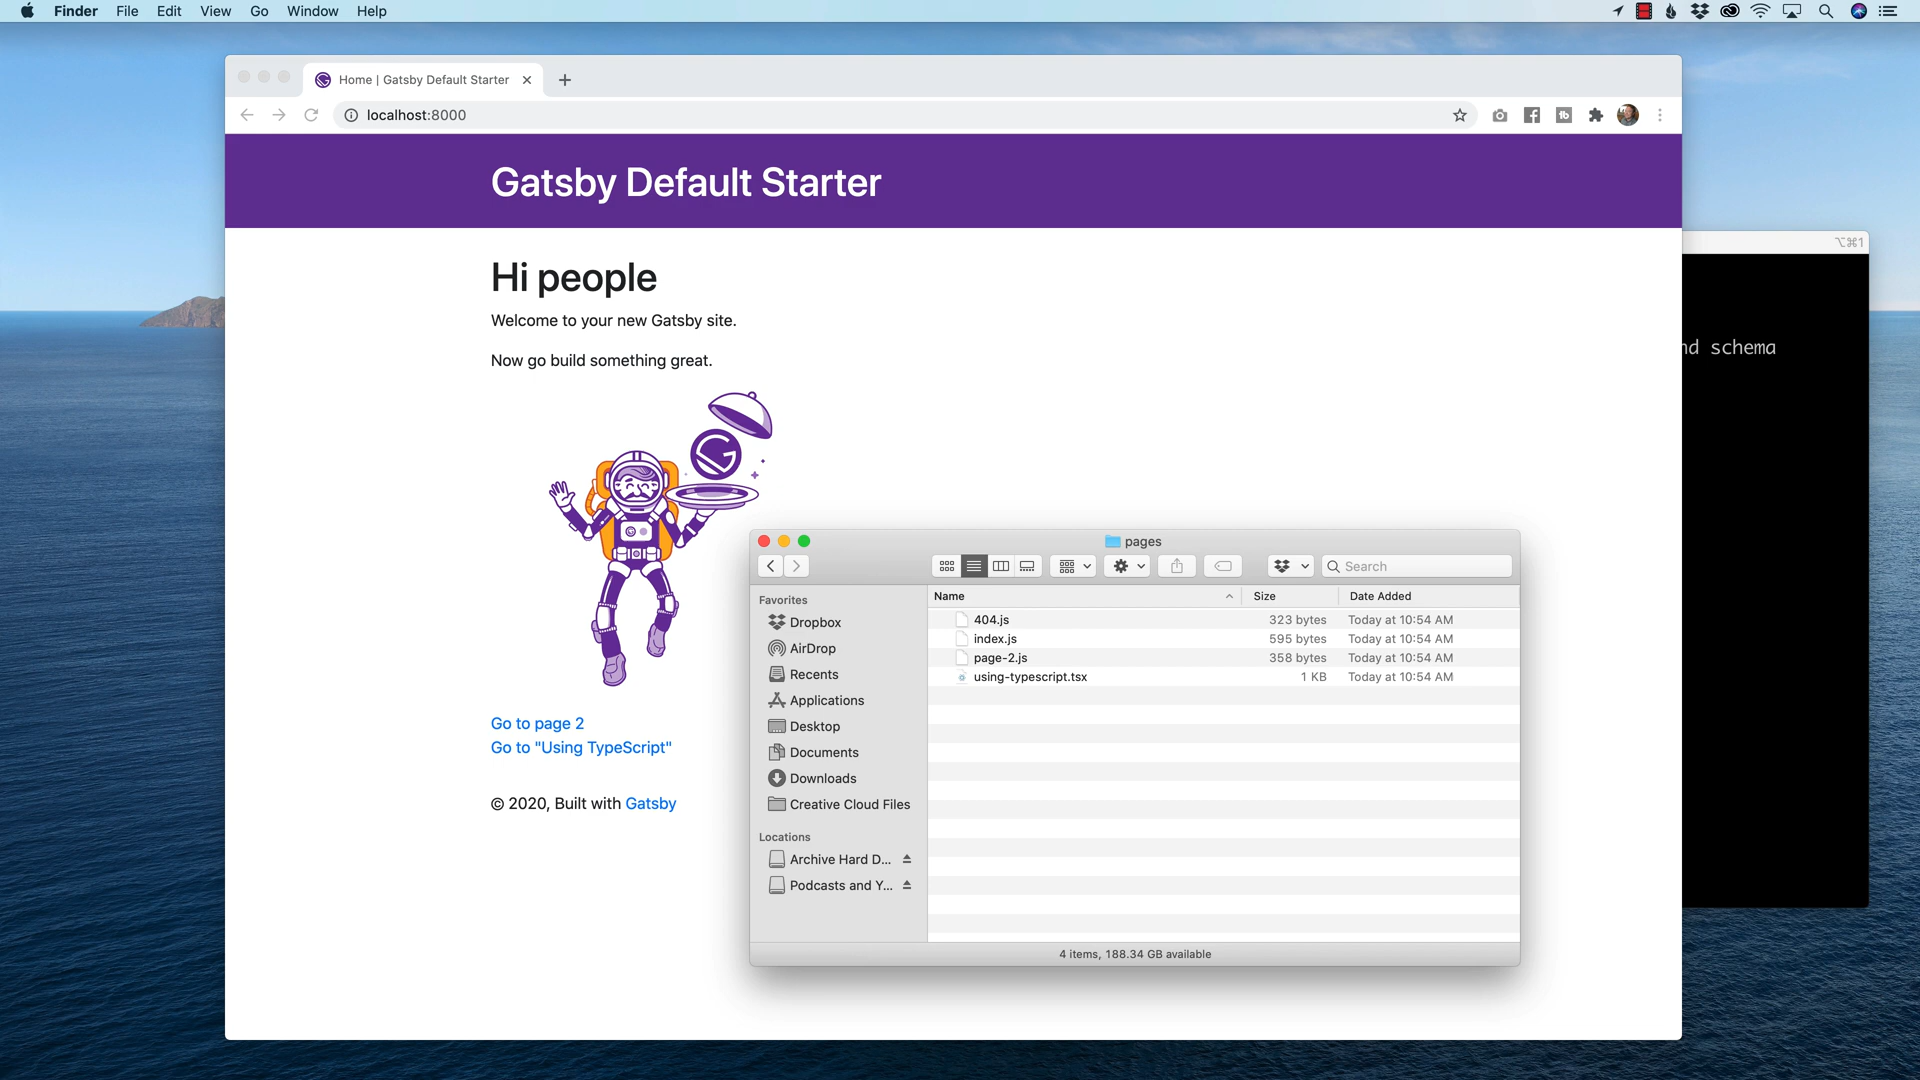 Finder File Edit View Go Window Help
Home | Gatsby Default Starter
localhost:8000
Gatsby Default Starter
⌥⌘1
Hi people
Welcome to your new Gatsby site.
nd schema
Now go build something great.
Go to page 2
Go to "Using TypeScript"
© 2020, Built with Gatsby
pages
Search
Favorites
Dropbox
AirDrop
Recents
Applications
Desktop
Documents
Downloads
Creative Cloud Files
Locations
Archive Hard D...
Podcasts and Y...
Name Size Date Added
404.js 323 bytes Today at 10:54 AM
index.js 595 bytes Today at 10:54 AM
page-2.js 358 bytes Today at 10:54 AM
using-typescript.tsx 1 KB Today at 10:54 AM
4 items, 188.34 GB available